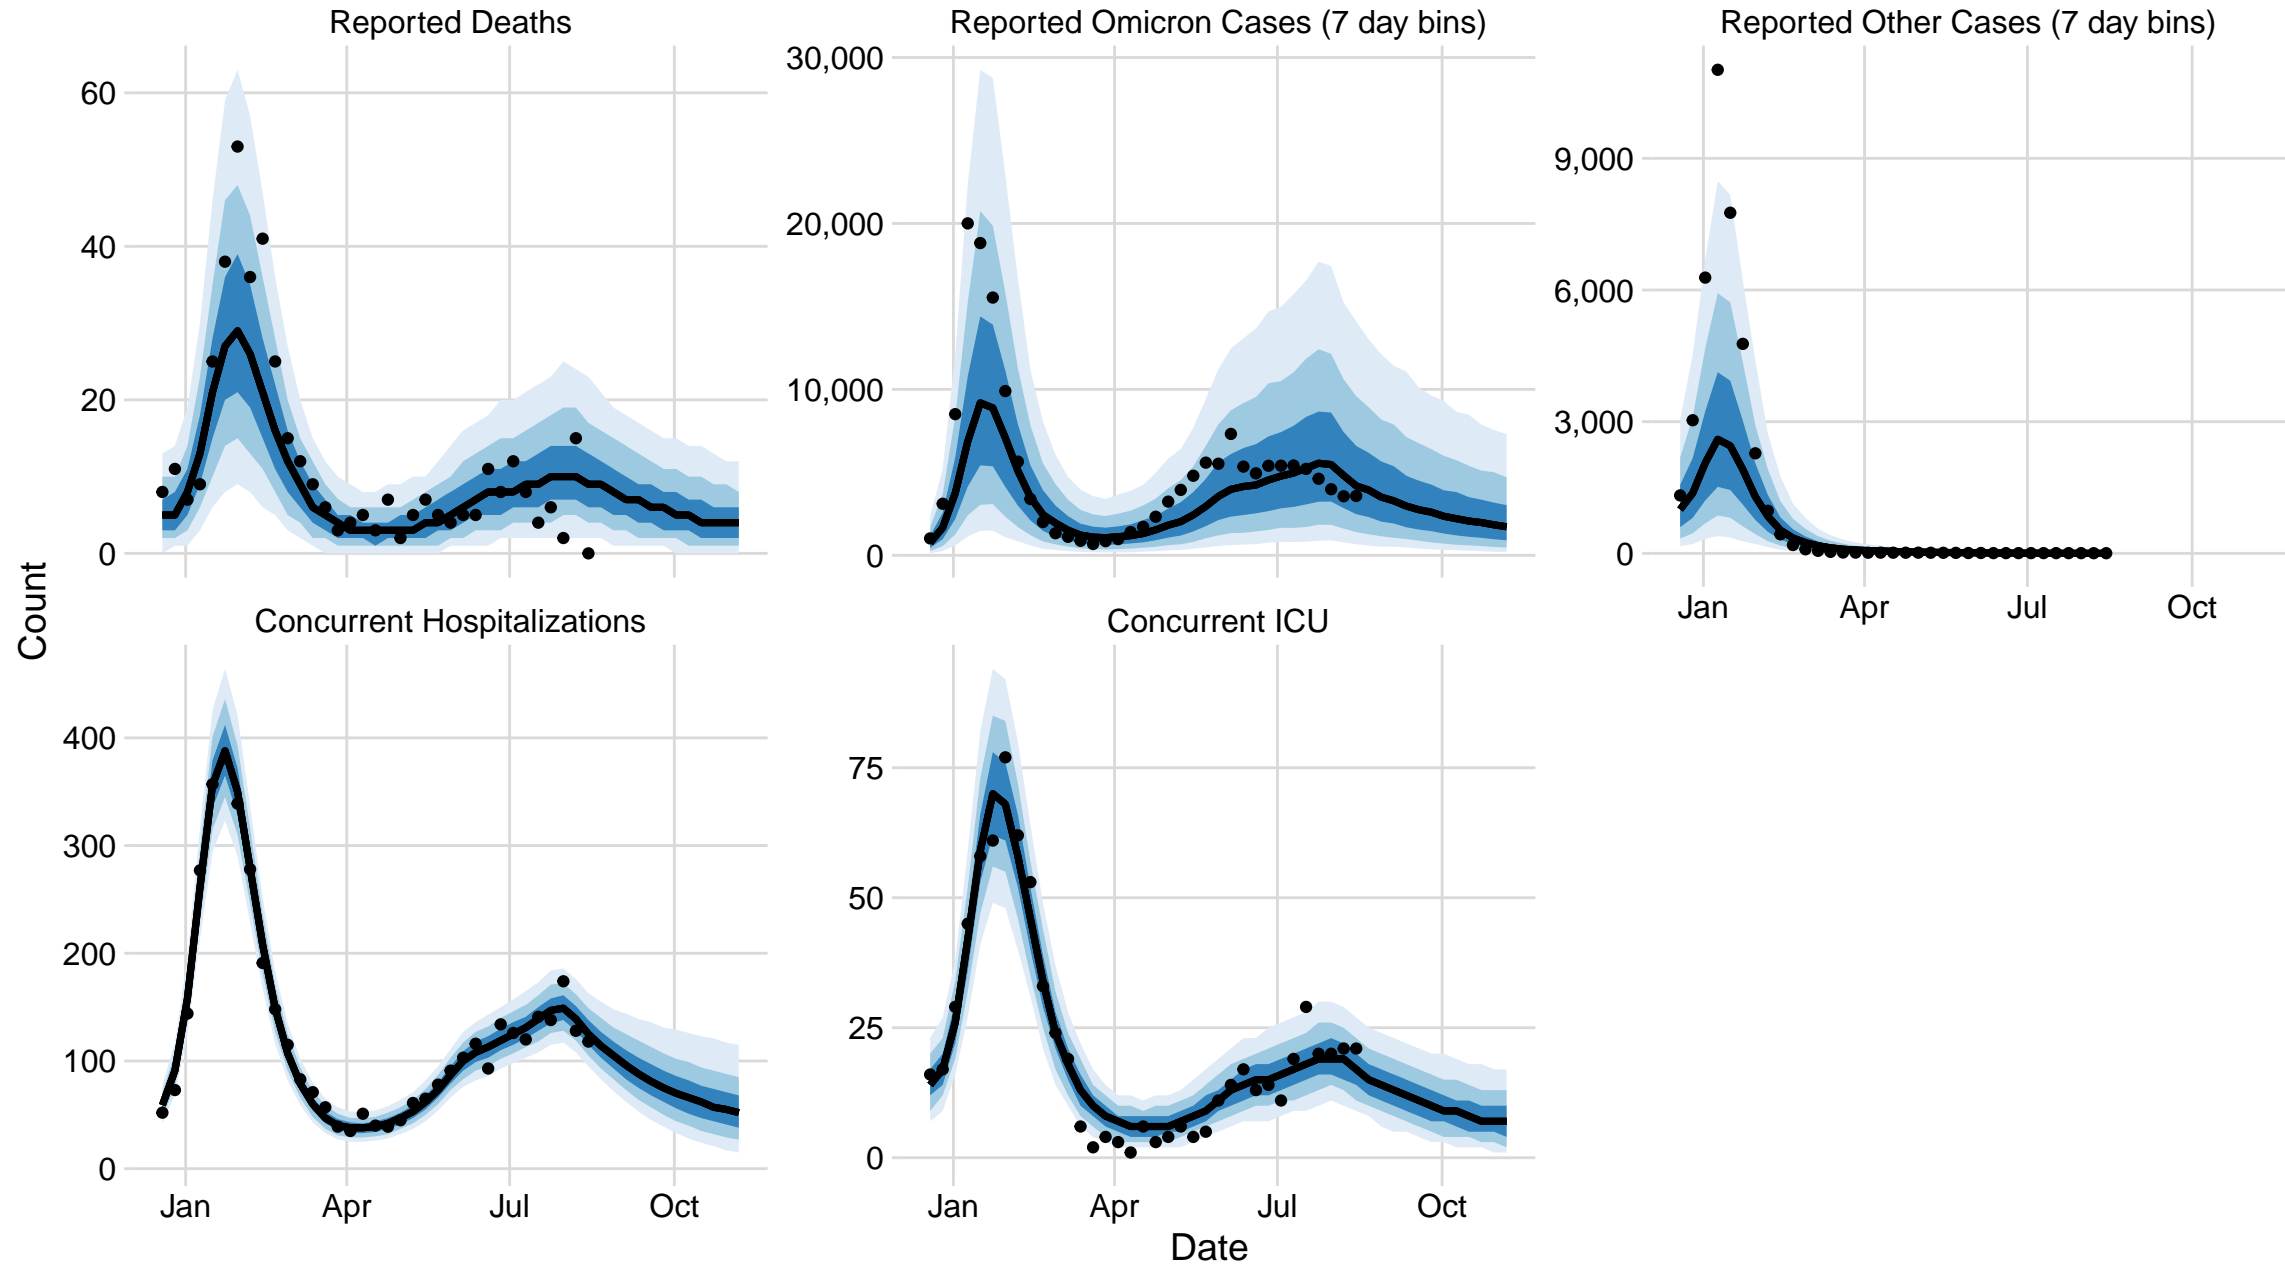 Reported Deaths
Reported Omicron Cases (7 day bins)
Reported Other Cases (7 day bins)
60
40
20
0
30,000
20,000
10,000
0
9,000
6,000
3,000
0
Jan Apr Jul Oct
Count
Concurrent Hospitalizations
Concurrent ICU
400
300
200
100
0
75
50
25
0
Jan Apr Jul Oct
Jan Apr Jul Oct
Date